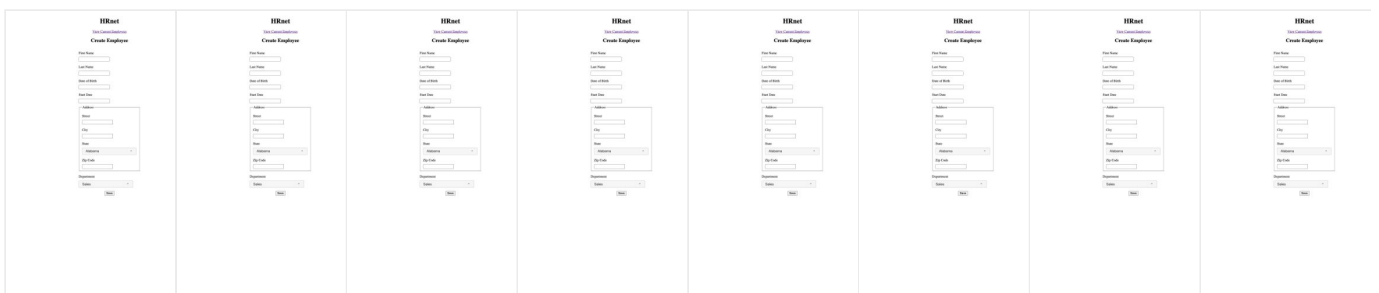 HRnet
View Current Employees
Create Employee
First Name
Last Name
Date of Birth
Start Date
Address
Street
City
State
Alabama
Zip Code
Department
Sales
Save
HRnet
View Current Employees
Create Employee
First Name
Last Name
Date of Birth
Start Date
Address
Street
City
State
Alabama
Zip Code
Department
Sales
Save
HRnet
View Current Employees
Create Employee
First Name
Last Name
Date of Birth
Start Date
Address
Street
City
State
Alabama
Zip Code
Department
Sales
Save
HRnet
View Current Employees
Create Employee
First Name
Last Name
Date of Birth
Start Date
Address
Street
City
State
Alabama
Zip Code
Department
Sales
Save
HRnet
View Current Employees
Create Employee
First Name
Last Name
Date of Birth
Start Date
Address
Street
City
State
Alabama
Zip Code
Department
Sales
Save
HRnet
View Current Employees
Create Employee
First Name
Last Name
Date of Birth
Start Date
Address
Street
City
State
Alabama
Zip Code
Department
Sales
Save
HRnet
View Current Employees
Create Employee
First Name
Last Name
Date of Birth
Start Date
Address
Street
City
State
Alabama
Zip Code
Department
Sales
Save
HRnet
View Current Employees
Create Employee
First Name
Last Name
Date of Birth
Start Date
Address
Street
City
State
Alabama
Zip Code
Department
Sales
Save